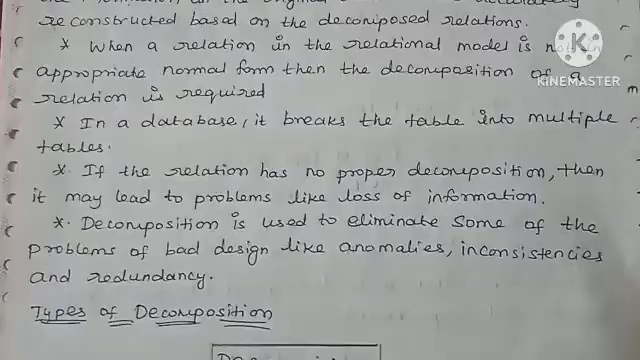 reconstructed based on the decomposed relations.
* When a relation in the relational model is not in
appropriate normal form then the decomposition of a
relation is required
* In a database, it breaks the table into multiple
tables.
* If the relation has no proper decomposition, then
it may lead to problems like loss of information.
* Decomposition is used to eliminate some of the
problems of bad design like anomalies, inconsistencies
and redundancy.
Types of Decomposition
KINEMASTER